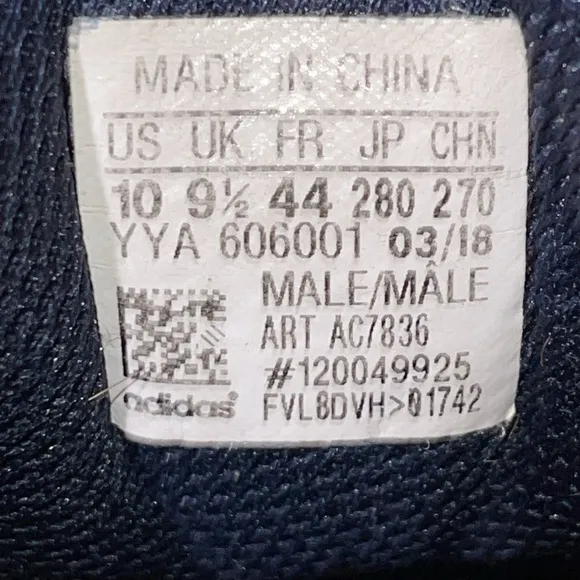 MADE IN CHINA
US UK FR JP CHN
10 9½ 44 280 270
YYA 606001 03/18
MALE/MÂLE
ART AC7836
#120049925
adidas® FVL8DVH>01742